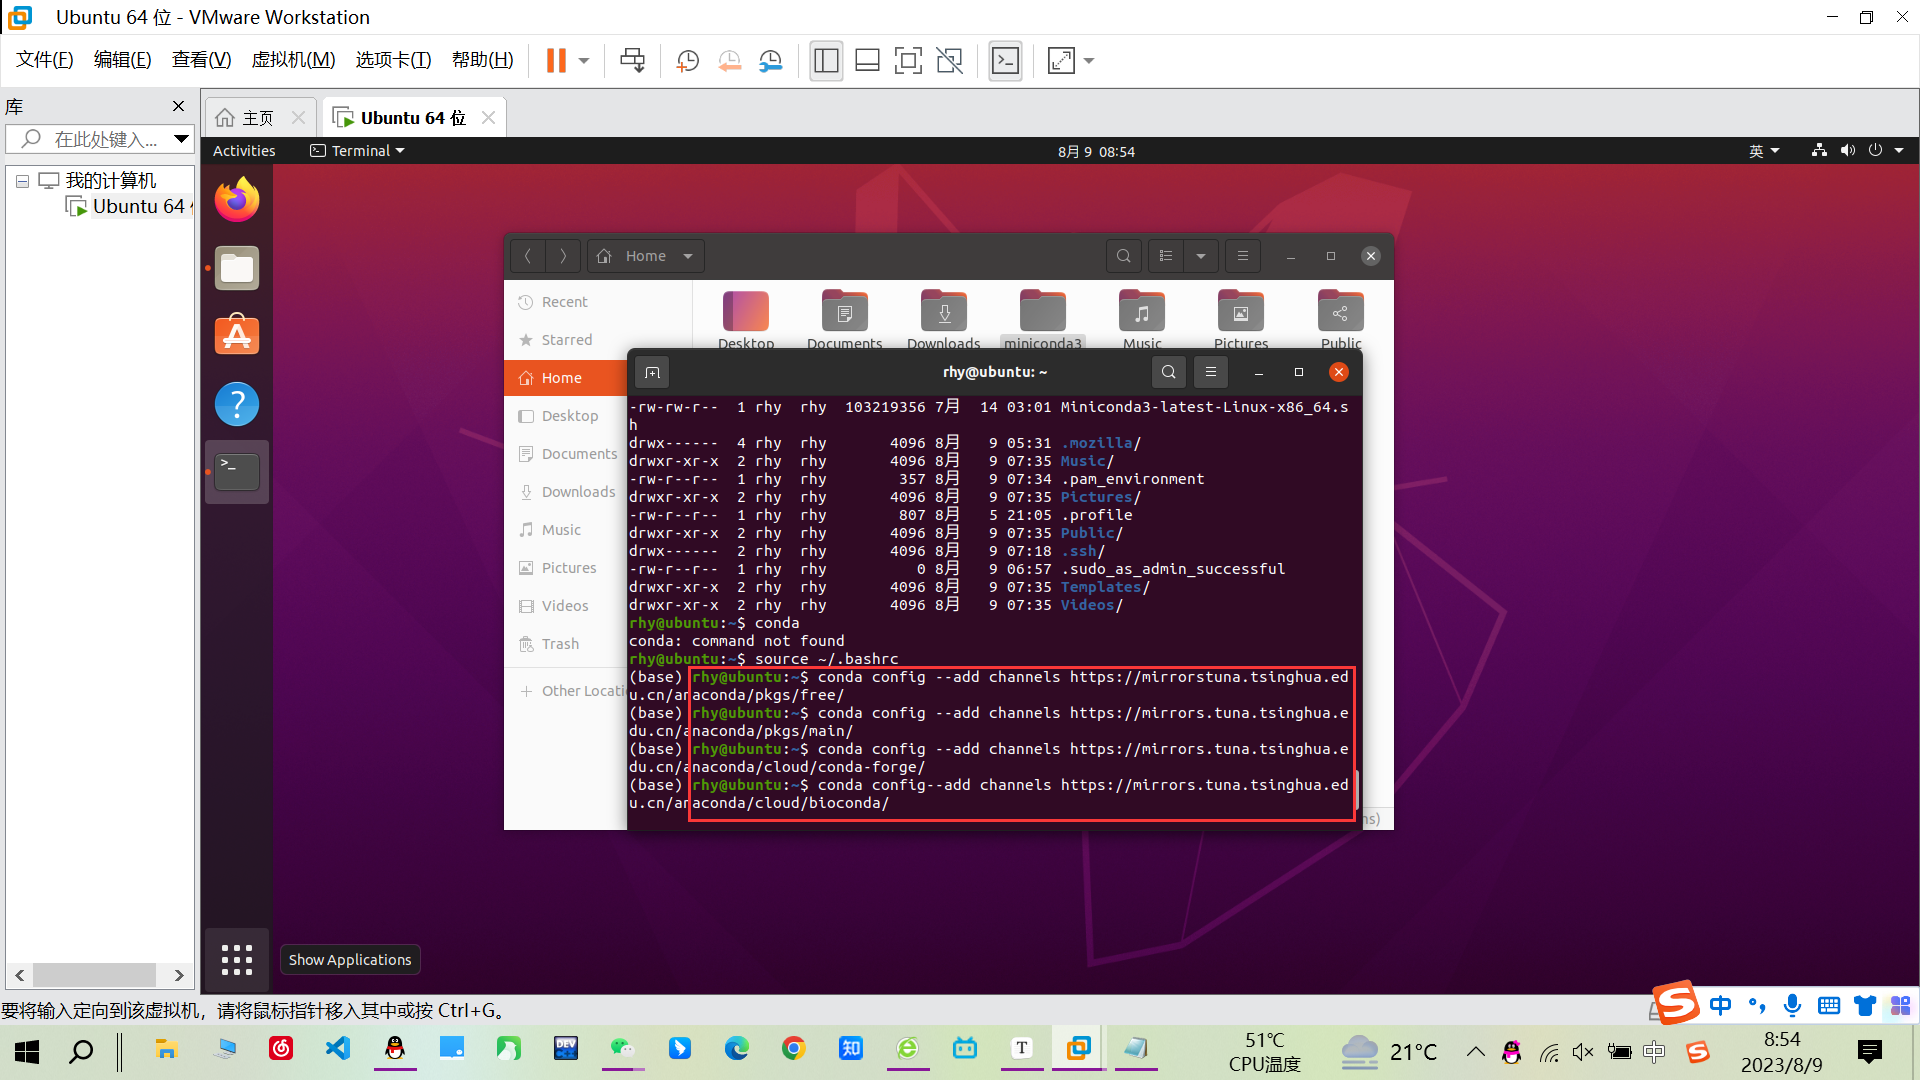 Ubuntu 64 位 - VMware Workstation
文件(F) 编辑(E) 查看(V) 虚拟机(M) 选项卡(T) 帮助(H)
库
在此处键入...
我的计算机
Ubuntu 64
主页
Ubuntu 64 位
Activities
Terminal
8月 9 08:54
英
Home
Recent
Starred
Home
Desktop
Documents
Downloads
Music
Pictures
Videos
Trash
Other Locatio
Desktop
Documents
Downloads
miniconda3
Music
Pictures
Public
rhy@ubuntu: ~
-rw-rw-r-- 1 rhy rhy 103219356 7月 14 03:01 Miniconda3-latest-Linux-x86_64.s
h
drwx------ 4 rhy rhy 4096 8月 9 05:31 .mozilla/
drwxr-xr-x 2 rhy rhy 4096 8月 9 07:35 Music/
-rw-r--r-- 1 rhy rhy 357 8月 9 07:34 .pam_environment
drwxr-xr-x 2 rhy rhy 4096 8月 9 07:35 Pictures/
-rw-r--r-- 1 rhy rhy 807 8月 5 21:05 .profile
drwxr-xr-x 2 rhy rhy 4096 8月 9 07:35 Public/
drwx------ 2 rhy rhy 4096 8月 9 07:18 .ssh/
-rw-r--r-- 1 rhy rhy 0 8月 9 06:57 .sudo_as_admin_successful
drwxr-xr-x 2 rhy rhy 4096 8月 9 07:35 Templates/
drwxr-xr-x 2 rhy rhy 4096 8月 9 07:35 Videos/
rhy@ubuntu:~$ conda
conda: command not found
rhy@ubuntu:~$ source ~/.bashrc
(base) rhy@ubuntu:~$ conda config --add channels https://mirrorstuna.tsinghua.ed
u.cn/anaconda/pkgs/free/
(base) rhy@ubuntu:~$ conda config --add channels https://mirrors.tuna.tsinghua.e
du.cn/anaconda/pkgs/main/
(base) rhy@ubuntu:~$ conda config --add channels https://mirrors.tuna.tsinghua.e
du.cn/anaconda/cloud/conda-forge/
(base) rhy@ubuntu:~$ conda config--add channels https://mirrors.tuna.tsinghua.ed
u.cn/anaconda/cloud/bioconda/
ns)
Show Applications
要将输入定向到该虚拟机，请将鼠标指针移入其中或按 Ctrl+G。
中
DEV
知
T
51℃
CPU温度
21°C
中
8:54
2023/8/9